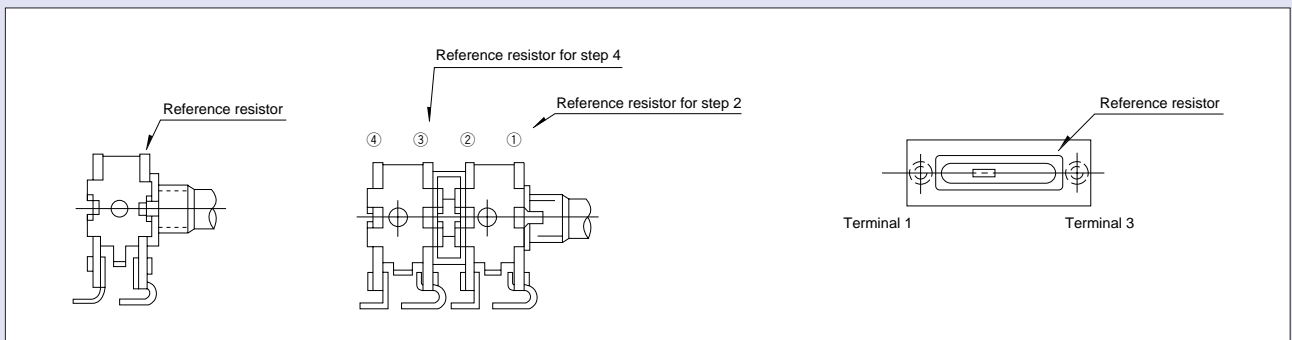 Reference resistor for step 4
Reference resistor
Reference resistor for step 2
Reference resistor
④ ③ ② ①
Terminal 1 Terminal 3